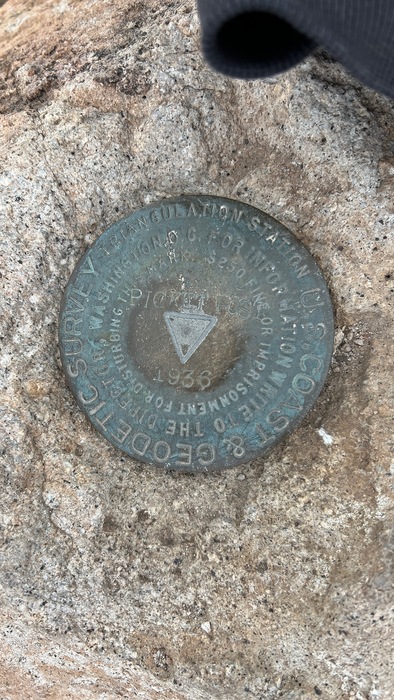 U.S. COAST & GEODETIC SURVEY
TRIANGULATION STATION
FOR INFORMATION WRITE TO THE DIRECTOR, WASHINGTON, D.C.
$250 FINE OR IMPRISONMENT FOR DISTURBING THIS MARK.
1936